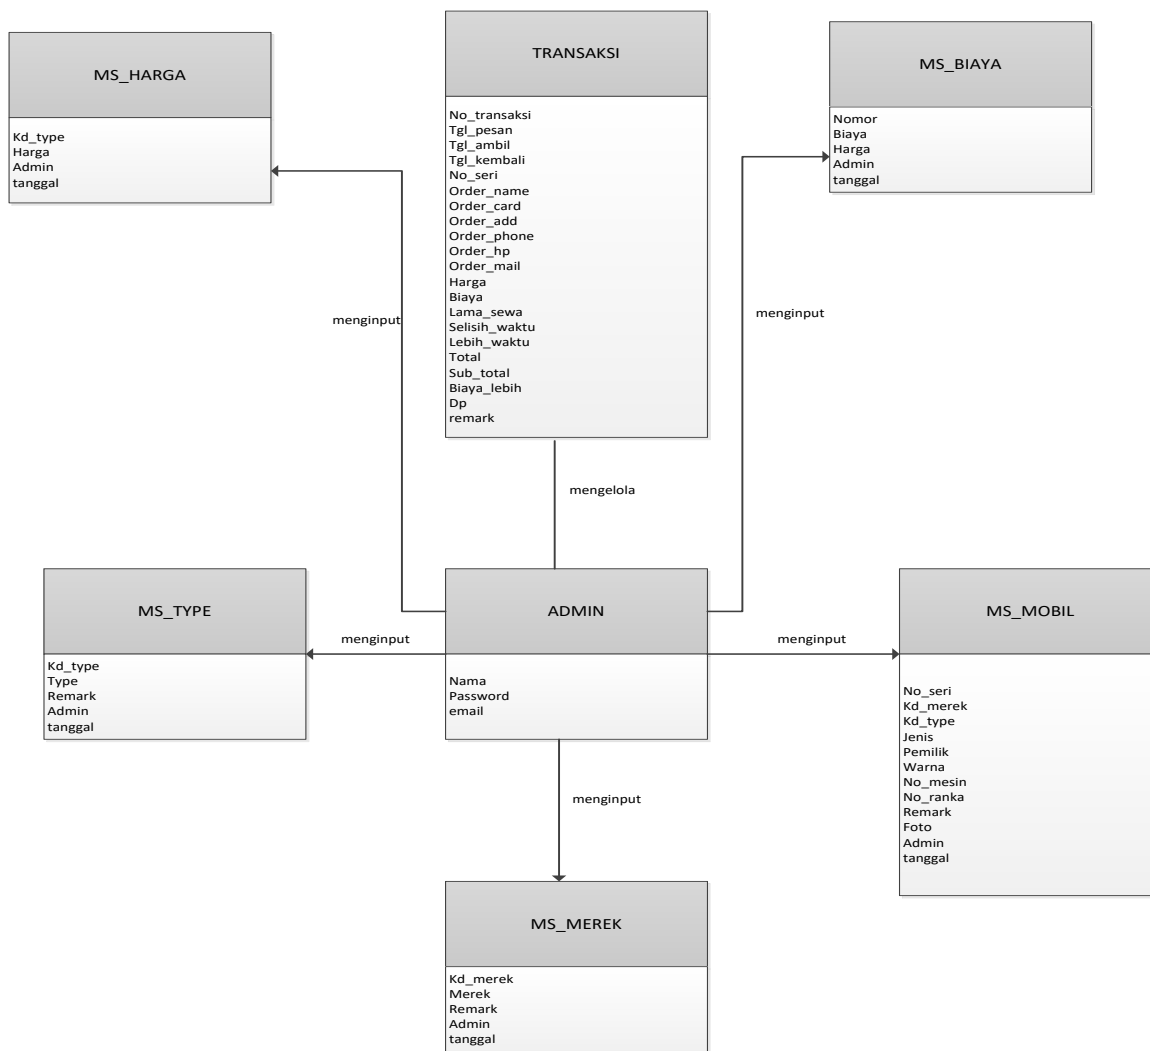 MS_HARGA
Kd_type
Harga
Admin
tanggal
TRANSAKSI
No_transaksi
Tgl_pesan
Tgl_ambil
Tgl_kembali
No_seri
Order_name
Order_card
Order_add
Order_phone
Order_hp
Order_mail
Harga
Biaya
Lama_sewa
Selisih_waktu
Lebih_waktu
Total
Sub_total
Biaya_lebih
Dp
remark
MS_BIAYA
Nomor
Biaya
Harga
Admin
tanggal
menginput
menginput
mengelola
MS_TYPE
Kd_type
Type
Remark
Admin
tanggal
menginput
ADMIN
Nama
Password
email
menginput
MS_MOBIL
No_seri
Kd_merek
Kd_type
Jenis
Pemilik
Warna
No_mesin
No_ranka
Remark
Foto
Admin
tanggal
menginput
MS_MEREK
Kd_merek
Merek
Remark
Admin
tanggal